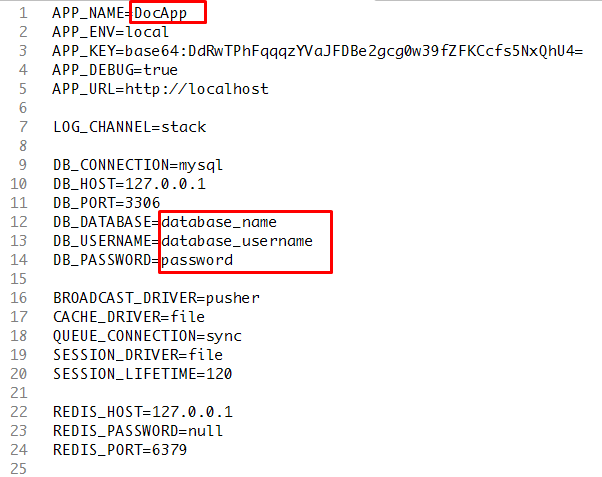 1 APP_NAME=DocApp
2 APP_ENV=local
3 APP_KEY=base64:DdRwTPhFqqqzYVaJFDBe2gcg0w39fZFKCcfs5NxQhU4=
4 APP_DEBUG=true
5 APP_URL=http://localhost
6
7 LOG_CHANNEL=stack
8
9 DB_CONNECTION=mysql
10 DB_HOST=127.0.0.1
11 DB_PORT=3306
12 DB_DATABASE=database_name
13 DB_USERNAME=database_username
14 DB_PASSWORD=password
15
16 BROADCAST_DRIVER=pusher
17 CACHE_DRIVER=file
18 QUEUE_CONNECTION=sync
19 SESSION_DRIVER=file
20 SESSION_LIFETIME=120
21
22 REDIS_HOST=127.0.0.1
23 REDIS_PASSWORD=null
24 REDIS_PORT=6379
25